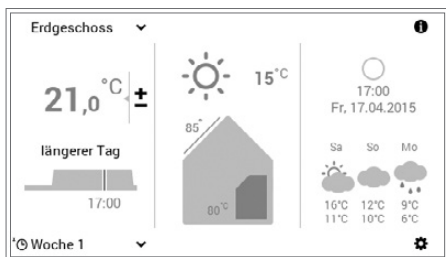 Erdgeschoss
21,0 °C ±
längerer Tag
17:00
Woche 1
15°C
85°
80°C
17:00
Fr, 17.04.2015
Sa So Mo
16°C 12°C 9°C
11°C 10°C 6°C